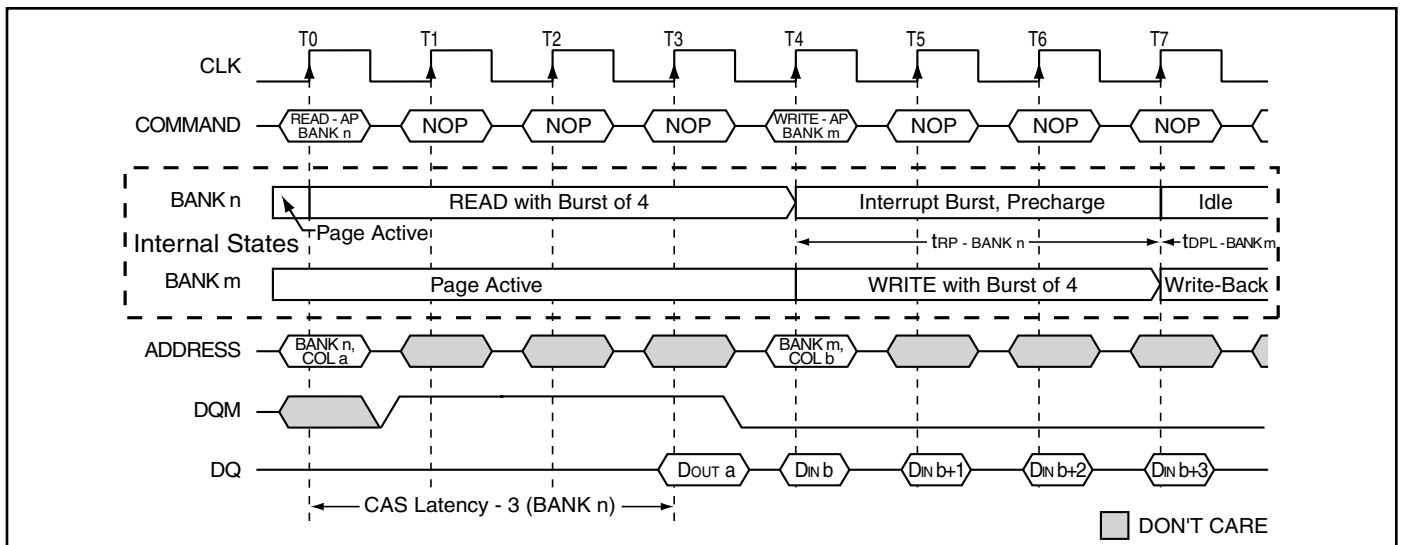 T0 T1 T2 T3 T4 T5 T6 T7
CLK
COMMAND READ - AP BANK n NOP NOP NOP WRITE - AP BANK m NOP NOP NOP
BANK n READ with Burst of 4 Interrupt Burst, Precharge Idle
Internal States Page Active tRP - BANK n tDPL - BANK m
BANK m Page Active WRITE with Burst of 4 Write-Back
ADDRESS BANK n, COL a BANK m, COL b
DQM
DQ DOUT a DIN b DIN b+1 DIN b+2 DIN b+3
CAS Latency - 3 (BANK n)
DON'T CARE